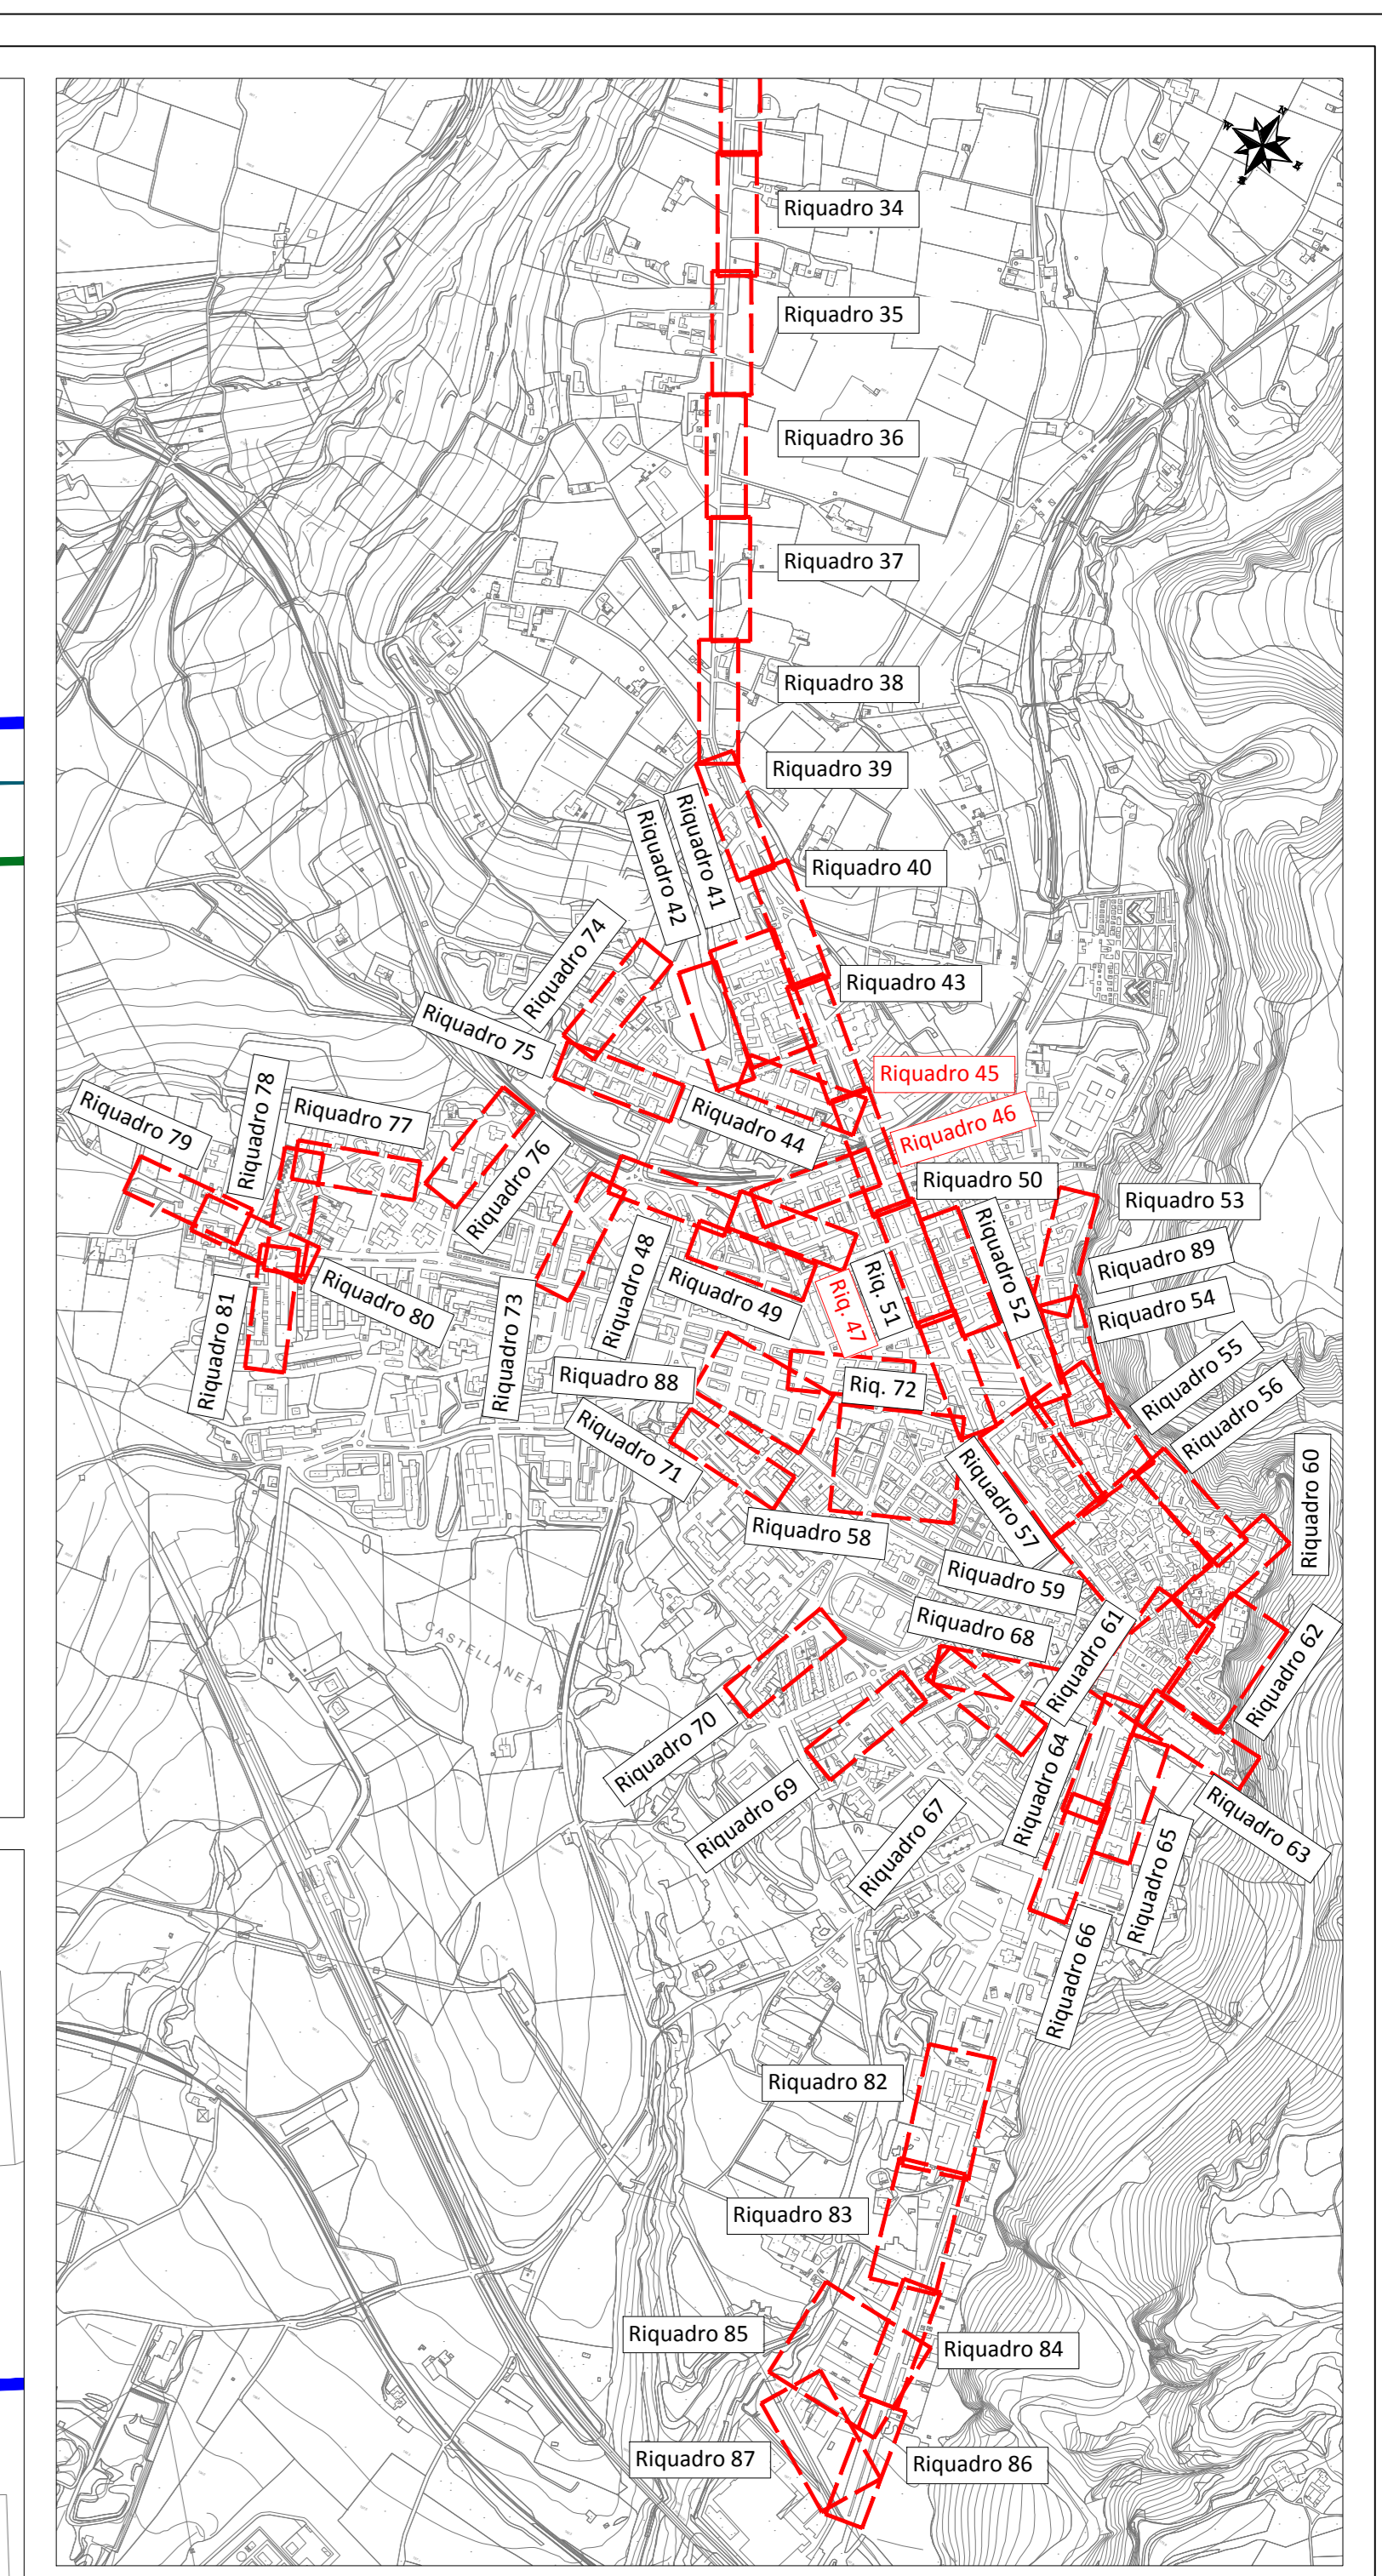 Riquadro 34
Riquadro 35
Riquadro 36
Riquadro 37
Riquadro 38
Riquadro 39
Riquadro 40
Riquadro 41
Riquadro 42
Riquadro 43
Riquadro 74
Riquadro 75
Riquadro 45
Riquadro 44
Riquadro 46
Riquadro 78
Riquadro 77
Riquadro 79
Riquadro 76
Riquadro 50
Riquadro 53
Riquadro 52
Riquadro 89
Riquadro 54
Riquadro 48
Riquadro 49
Riq. 47
Riq. 51
Riquadro 80
Riquadro 81
Riquadro 73
Riquadro 88
Riq. 72
Riquadro 55
Riquadro 56
Riquadro 71
Riquadro 57
Riquadro 60
Riquadro 58
Riquadro 59
Riquadro 68
Riquadro 61
Riquadro 62
CASTELLANETA
Riquadro 70
Riquadro 69
Riquadro 67
Riquadro 64
Riquadro 63
Riquadro 65
Riquadro 66
Riquadro 82
Riquadro 83
Riquadro 85
Riquadro 84
Riquadro 87
Riquadro 86